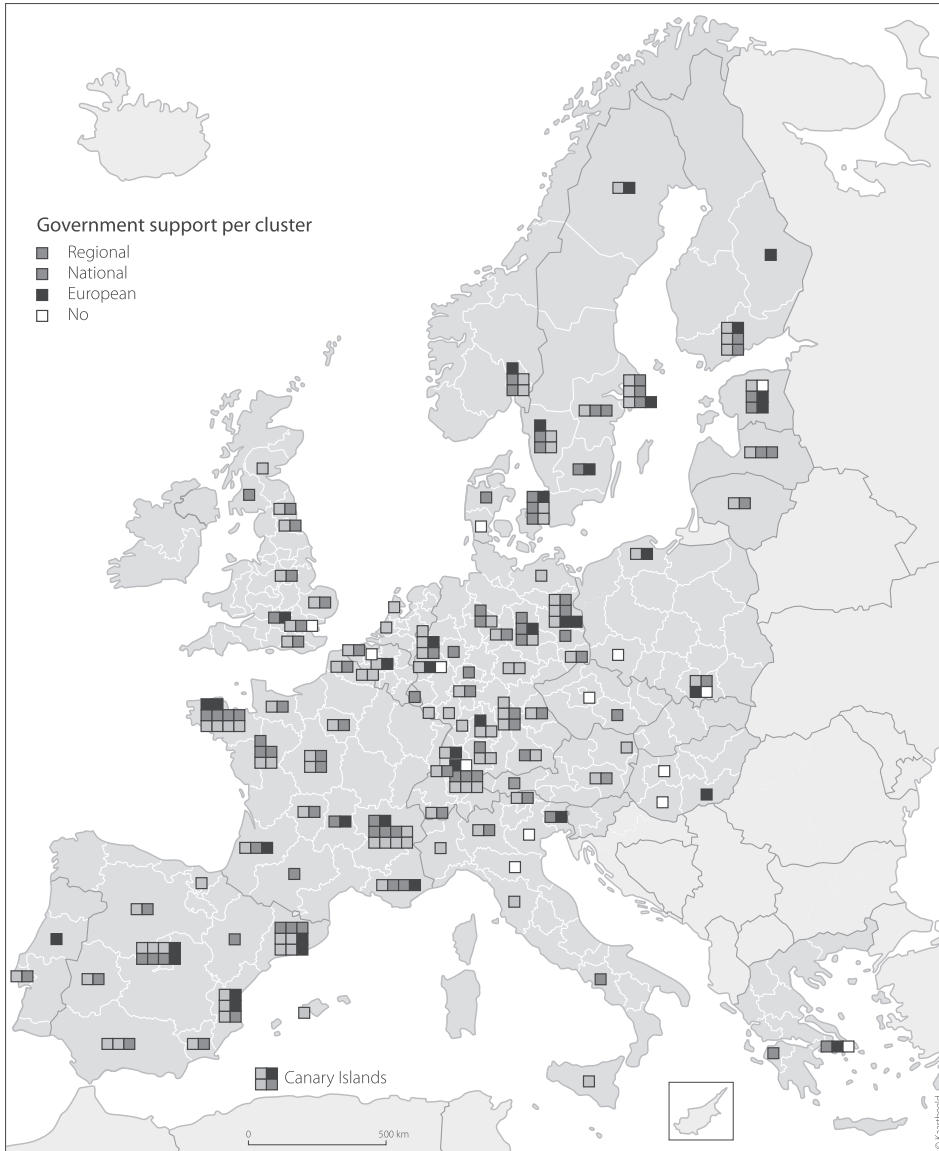 Government support per cluster
Regional
National
European
No
Canary Islands
0
500 km